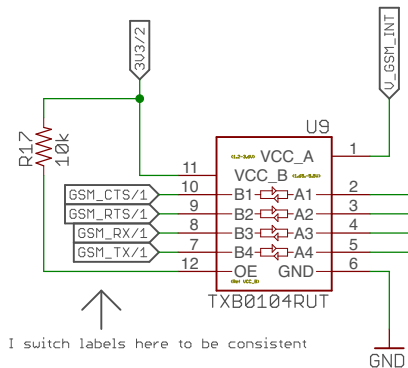 3V3/2
V_GSM_INT
R17
10k
U9
1
VCC_A
VCC_B
11
GSM_CTS/1
10
B1
A1
2
GSM_RTS/1
9
B2
A2
3
GSM_RX/1
8
B3
A3
4
GSM_TX/1
7
B4
A4
5
12
OE
GND
6
TXB0104RUT
I switch labels here to be consistent
GND